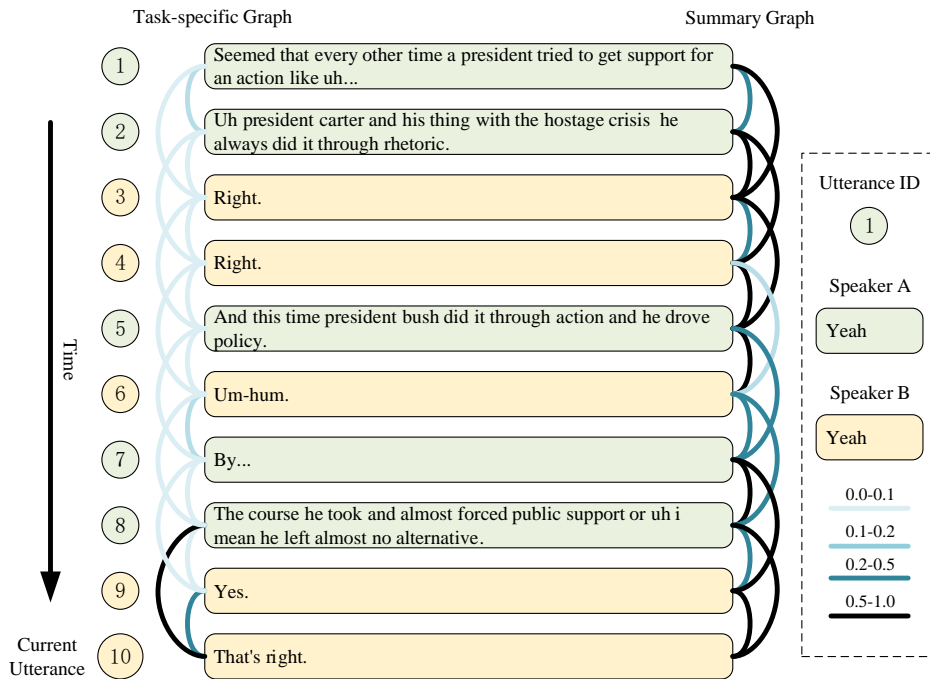 Task-specific Graph
Summary Graph
1
Seemed that every other time a president tried to get support for
an action like uh...
2
Uh president carter and his thing with the hostage crisis he
always did it through rhetoric.
3
Right.
4
Right.
5
And this time president bush did it through action and he drove
policy.
6
Um-hum.
7
By...
8
The course he took and almost forced public support or uh i
mean he left almost no alternative.
9
Yes.
Current
Utterance
10
That's right.
Time
Utterance ID
1
Speaker A
Yeah
Speaker B
Yeah
0.0-0.1
0.1-0.2
0.2-0.5
0.5-1.0